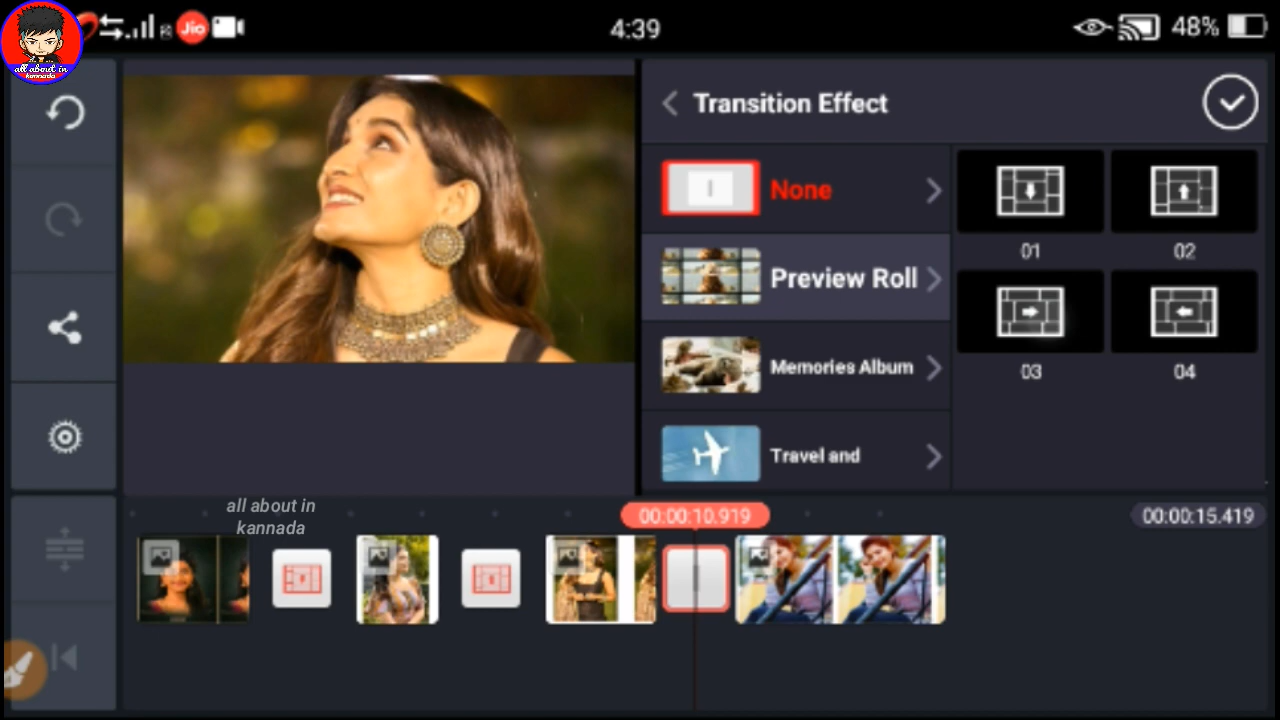 Jio
4:39
48%
all about in
kannada
Transition Effect
None
Preview Roll
Memories Album
Travel and
01
02
03
04
all about in
kannada
00:00:10.919
00:00:15.419